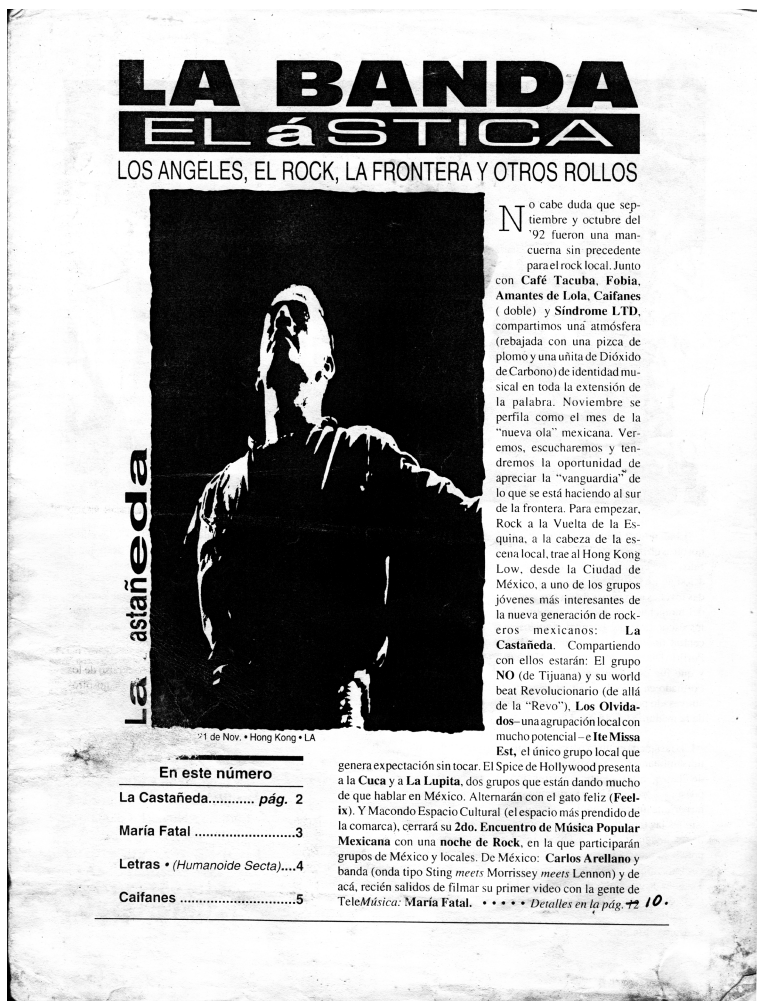 LA BANDA
ELáSTICA
LOS ANGELES, EL ROCK, LA FRONTERA Y OTROS ROLLOS
La astañeda
21 de Nov. • Hong Kong • LA
No cabe duda que sep-
tiembre y octubre del
'92 fueron una man-
cuerna sin precedente
para el rock local. Junto
con Café Tacuba, Fobia,
Amantes de Lola, Caifanes
( doble) y Síndrome LTD,
compartimos una atmósfera
(rebajada con una pizca de
plomo y una uñita de Dióxido
de Carbono) de identidad mu-
sical en toda la extensión de
la palabra. Noviembre se
perfila como el mes de la
“nueva ola” mexicana. Ver-
emos, escucharemos y ten-
dremos la oportunidad de
apreciar la “vanguardia” de
lo que se está haciendo al sur
de la frontera. Para empezar,
Rock a la Vuelta de la Es-
quina, a la cabeza de la es-
cena local, trae al Hong Kong
Low, desde la Ciudad de
México, a uno de los grupos
jóvenes más interesantes de
la nueva generación de rock-
eros mexicanos: La
Castañeda. Compartiendo
con ellos estarán: El grupo
NO (de Tijuana) y su world
beat Revolucionario (de allá
de la “Revo”), Los Olvida-
dos–una agrupación local con
mucho potencial – e Ite Missa
Est, el único grupo local que
genera expectación sin tocar. El Spice de Hollywood presenta
a la Cuca y a La Lupita, dos grupos que están dando mucho
de que hablar en México. Alternarán con el gato feliz (Feel-
ix). Y Macondo Espacio Cultural (el espacio más prendido de
la comarca), cerrará su 2do. Encuentro de Música Popular
Mexicana con una noche de Rock, en la que participarán
grupos de México y locales. De México: Carlos Arellano y
banda (onda tipo Sting meets Morrissey meets Lennon) y de
acá, recién salidos de filmar su primer video con la gente de
TeleMúsica: María Fatal. • • • • • Detalles en la pág. 12 10.
En este número
La Castañeda............ pág. 2
María Fatal ..........................3
Letras • (Humanoide Secta)....4
Caifanes ..............................5